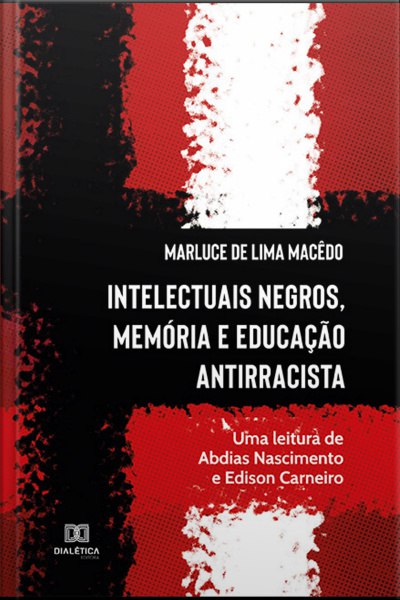 MARLUCE DE LIMA MACÊDO
INTELECTUAIS NEGROS,
MEMÓRIA E EDUCAÇÃO
ANTIRRACISTA
Uma leitura de
Abdias Nascimento
e Edison Carneiro
DIALÉTICA
EDITORA